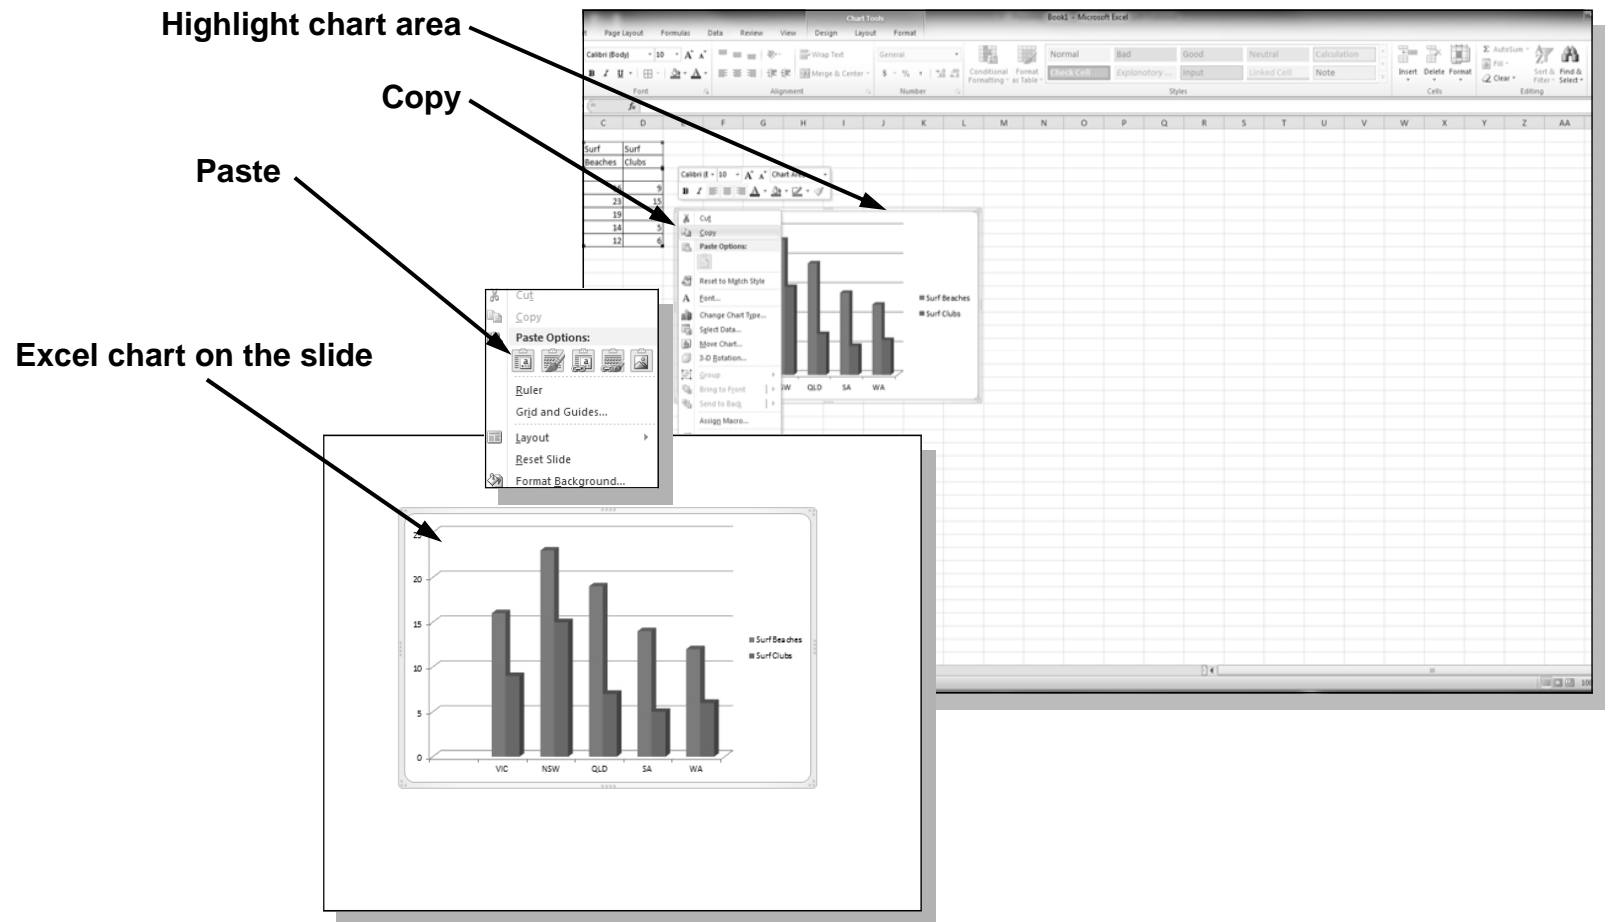 Highlight chart area
Copy
Paste
Excel chart on the slide
Chart Tools
Book1 - Microsoft Excel
Page Layout Formulas Data Review View Design Layout Format
Calibri (Body) 10 A A Wrap Text General Normal Bad Good Neutral Calculation Σ AutoSum
B I U A Merge & Center $ % Conditional Formatting Format as Table Check Cell Explanatory ... Input Linked Cell Note Insert Delete Format Fill Clear Sort & Filter Find & Select
Font Alignment Number Styles Cells Editing
fx
C D E F G H I J K L M N O P Q R S T U V W X Y Z AA
Surf Surf
Beaches Clubs
9
23 15
19
14 5
12 6
Calibri (E 10 A A Chart
B I A
Cut
Copy
Paste Options:
Reset to Match Style
A Font...
Change Chart Type...
Select Data...
Move Chart...
3-D Rotation...
Group
Bring to Front
Send to Back
Assign Macro...
Surf Beaches
Surf Clubs
QLD SA WA
Cut
Copy
Paste Options:
Ruler
Grid and Guides...
Layout
Reset Slide
Format Background...
25
20
15
10
5
0
VIC NSW QLD SA WA
Surf Beaches
Surf Clubs